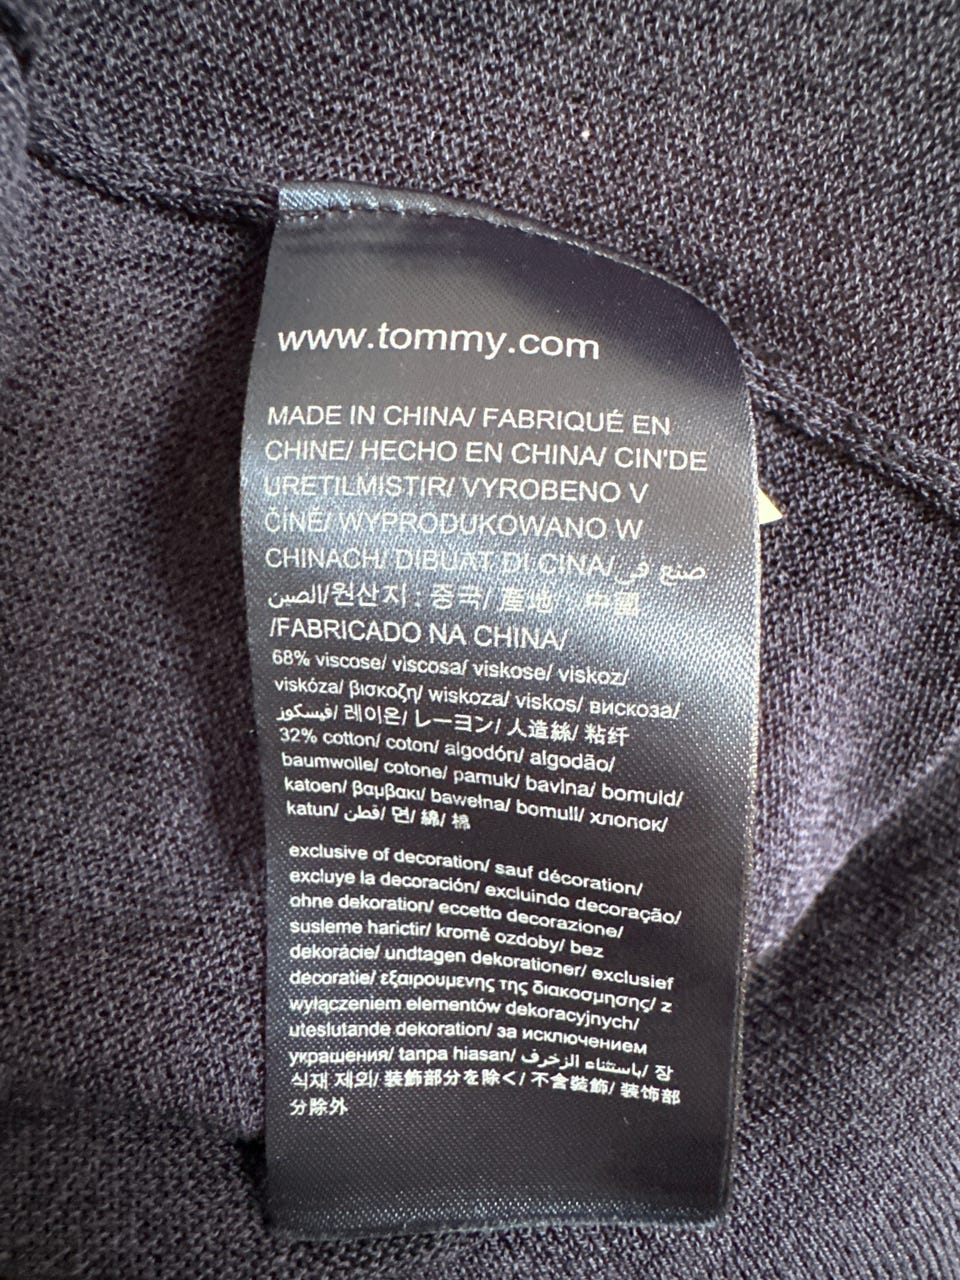 www.tommy.com
MADE IN CHINA/ FABRIQUÉ EN
CHINE/ HECHO EN CHINA/ CIN'DE
URETILMISTIR/ VYROBENO V
ČÍNĚ/ WYPRODUKOWANO W
CHINACH/ DIBUAT DI CINA/صنع في
الصين/원산지 : 중국/ 產地 : 中國
/FABRICADO NA CHINA/
68% viscose/ viscosa/ viskose/ viskoz/
viskóza/ βισκοζη/ wiskoza/ viskos/ вискоза/
فيسكوز/ 레이온/ レーヨン/ 人造絲/ 粘纤
32% cotton/ coton/ algodón/ algodão/
baumwolle/ cotone/ pamuk/ bavlna/ bomuld/
katoen/ βαμβακι/ bawełna/ bomull/ хлопок/
katun/ قطن/ 면/ 綿/ 棉
exclusive of decoration/ sauf décoration/
excluye la decoración/ excluindo decoração/
ohne dekoration/ eccetto decorazione/
susleme harictir/ kromě ozdoby/ bez
dekorácie/ undtagen dekorationer/ exclusief
decoratie/ εξαιρουμενης της διακοσμησης/ z
wyłączeniem elementów dekoracyjnych/
uteslutande dekoration/ за исключением
украшения/ tanpa hiasan/ باستثناء الزخرف/ 장
식재 제외/ 装飾部分を除く/ 不含裝飾/ 装饰部
分除外